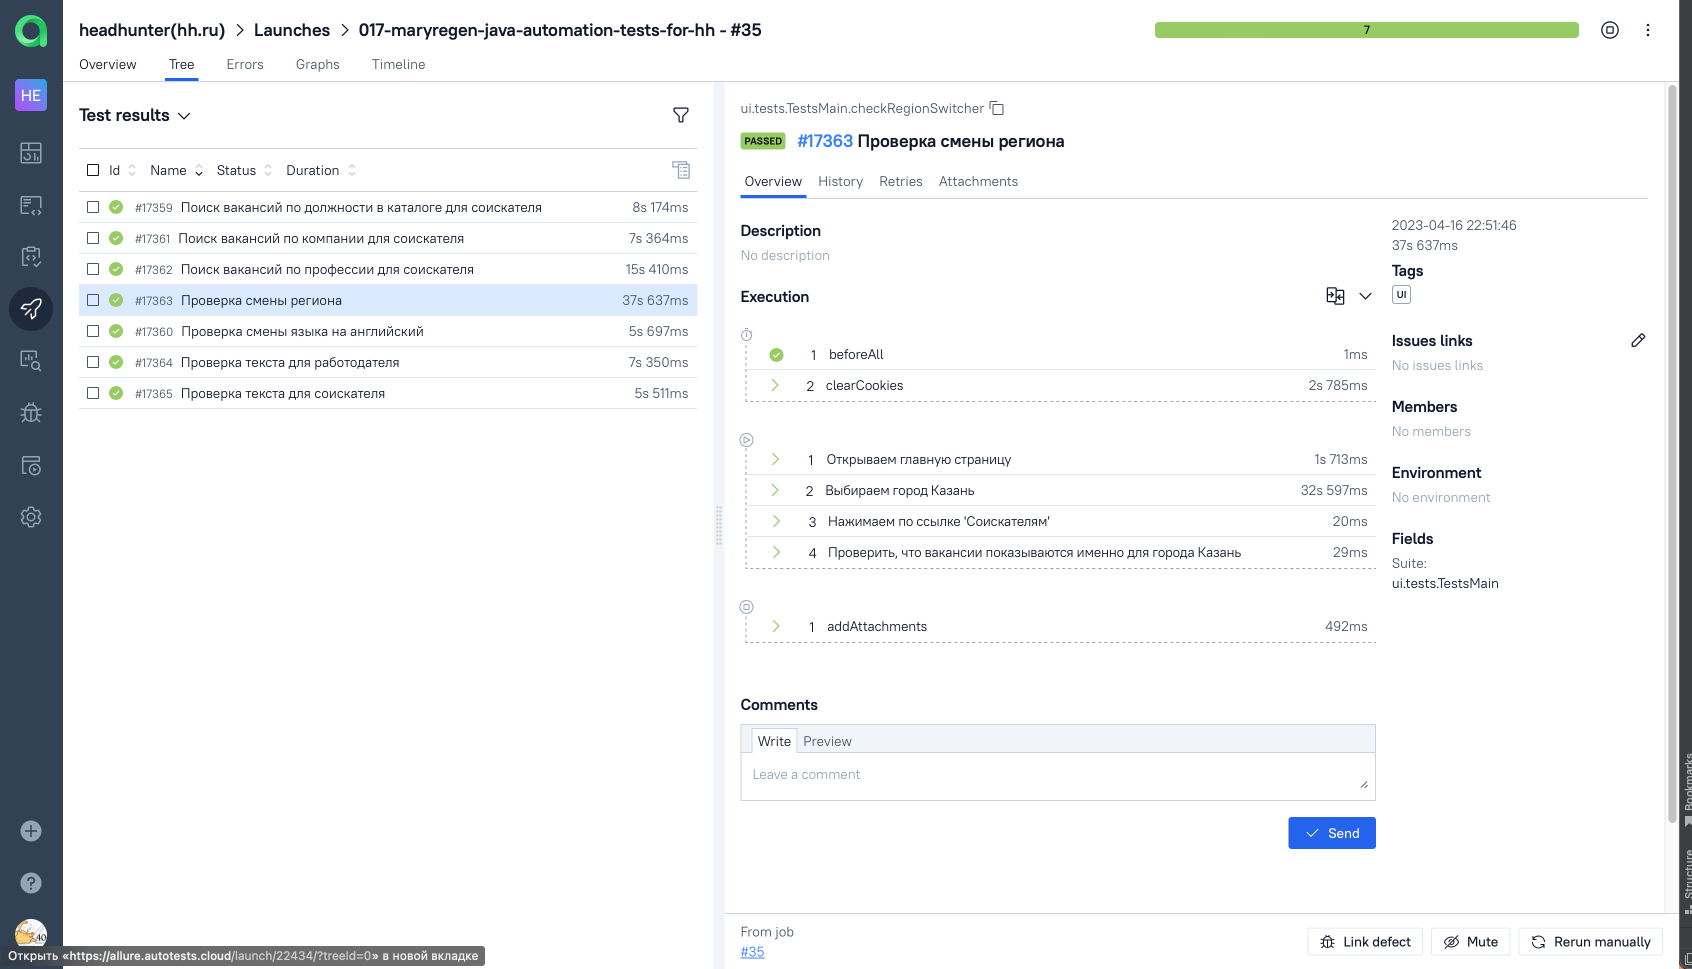 headhunter(hh.ru) > Launches > 017-maryregen-java-automation-tests-for-hh - #35
7
HE
Overview Tree Errors Graphs Timeline
Test results
Id Name Status Duration
#17359 Поиск вакансий по должности в каталоге для соискателя 8s 174ms
#17361 Поиск вакансий по компании для соискателя 7s 364ms
#17362 Поиск вакансий по профессии для соискателя 15s 410ms
#17363 Проверка смены региона 37s 637ms
#17360 Проверка смены языка на английский 5s 697ms
#17364 Проверка текста для работодателя 7s 350ms
#17365 Проверка текста для соискателя 5s 511ms
ui.tests.TestsMain.checkRegionSwitcher
PASSED #17363 Проверка смены региона
Overview History Retries Attachments
Description
No description
Execution
1 beforeAll 1ms
2 clearCookies 2s 785ms
1 Открываем главную страницу 1s 713ms
2 Выбираем город Казань 32s 597ms
3 Нажимаем по ссылке 'Соискателям' 20ms
4 Проверить, что вакансии показываются именно для города Казань 29ms
1 addAttachments 492ms
Comments
Write Preview
Leave a comment
Send
2023-04-16 22:51:46
37s 637ms
Tags
UI
Issues links
No issues links
Members
No members
Environment
No environment
Fields
Suite:
ui.tests.TestsMain
From job
#35
Link defect Mute Rerun manually
Bookmarks
Structure
40
Открыть «https://allure.autotests.cloud/launch/22434/?treeId=0» в новой вкладке